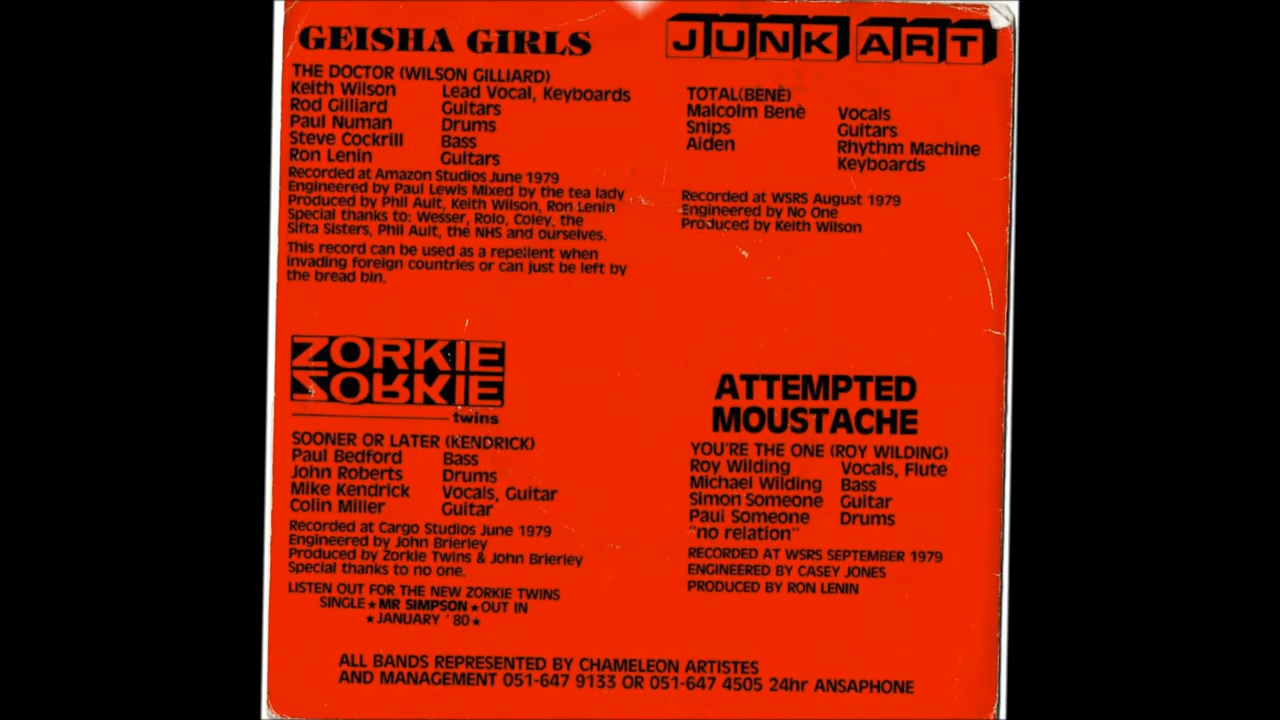 GEISHA GIRLS
THE DOCTOR (WILSON GILLIARD)
Keith Wilson Lead Vocal, Keyboards
Rod Gilliard Guitars
Paul Numan Drums
Steve Cockrill Bass
Ron Lenin Guitars
Recorded at Amazon Studios June 1979
Engineered by Paul Lewis Mixed by the tea lady
Produced by Phil Ault, Keith Wilson, Ron Lenin
Special thanks to: Wesser, Rolo, Coley, the
Sifta Sisters, Phil Ault, the NHS and ourselves.
This record can be used as a repellent when
invading foreign countries or can just be left by
the bread bin.
JUNK ART
TOTAL(BENÈ)
Malcolm Benè Vocals
Snips Guitars
Aiden Rhythm Machine
Keyboards
Recorded at WSRS August 1979
Engineered by No One
Produced by Keith Wilson
ZORKIE
ZORKIE
twins
SOONER OR LATER (KENDRICK)
Paul Bedford Bass
John Roberts Drums
Mike Kendrick Vocals, Guitar
Colin Miller Guitar
Recorded at Cargo Studios June 1979
Engineered by John Brierley
Produced by Zorkie Twins & John Brierley
Special thanks to no one.
LISTEN OUT FOR THE NEW ZORKIE TWINS
SINGLE ★ MR SIMPSON ★ OUT IN
★ JANUARY '80 ★
ATTEMPTED
MOUSTACHE
YOU'RE THE ONE (ROY WILDING)
Roy Wilding Vocals, Flute
Michael Wilding Bass
Simon Someone Guitar
Paul Someone Drums
"no relation"
RECORDED AT WSRS SEPTEMBER 1979
ENGINEERED BY CASEY JONES
PRODUCED BY RON LENIN
ALL BANDS REPRESENTED BY CHAMELEON ARTISTES
AND MANAGEMENT 051-647 9133 OR 051-647 4505 24hr ANSAPHONE